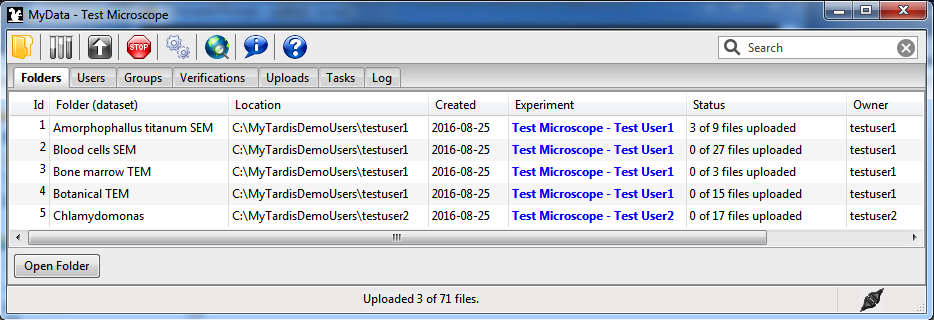 MyData - Test Microscope
STOP
Search
Folders Users Groups Verifications Uploads Tasks Log
Id Folder (dataset) Location Created Experiment Status Owner
1 Amorphophallus titanum SEM C:\MyTardisDemoUsers\testuser1 2016-08-25 Test Microscope - Test User1 3 of 9 files uploaded testuser1
2 Blood cells SEM C:\MyTardisDemoUsers\testuser1 2016-08-25 Test Microscope - Test User1 0 of 27 files uploaded testuser1
3 Bone marrow TEM C:\MyTardisDemoUsers\testuser1 2016-08-25 Test Microscope - Test User1 0 of 3 files uploaded testuser1
4 Botanical TEM C:\MyTardisDemoUsers\testuser1 2016-08-25 Test Microscope - Test User1 0 of 15 files uploaded testuser1
5 Chlamydomonas C:\MyTardisDemoUsers\testuser2 2016-08-25 Test Microscope - Test User2 0 of 17 files uploaded testuser2
Open Folder
Uploaded 3 of 71 files.